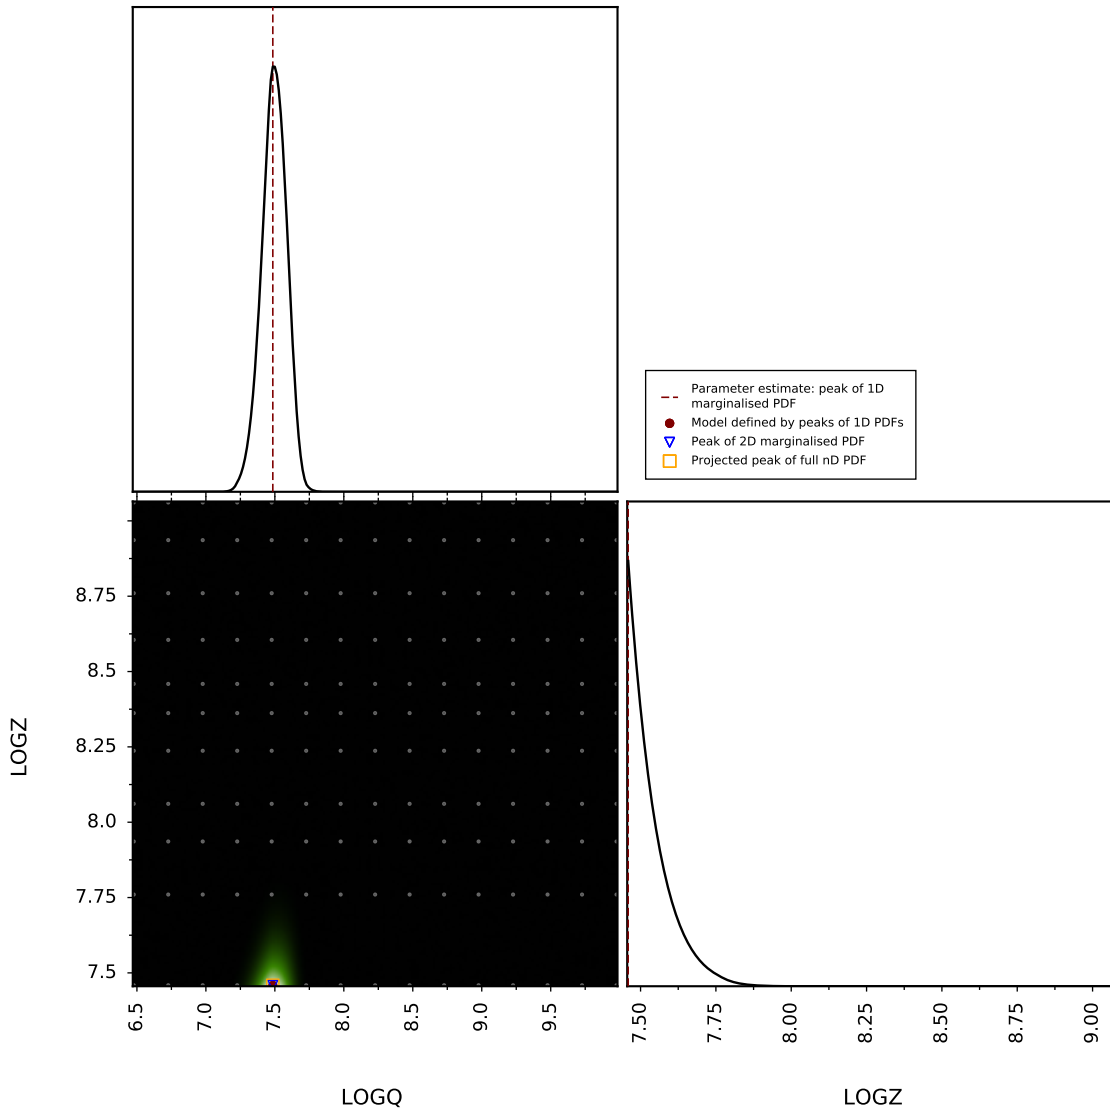 Parameter estimate: peak of 1D
marginalised PDF
Model defined by peaks of 1D PDFs
Peak of 2D marginalised PDF
Projected peak of full nD PDF
LOGZ
8.75
8.5
8.25
8.0
7.75
7.5
6.5 7.0 7.5 8.0 8.5 9.0 9.5
7.50 7.75 8.00 8.25 8.50 8.75 9.00
LOGQ
LOGZ